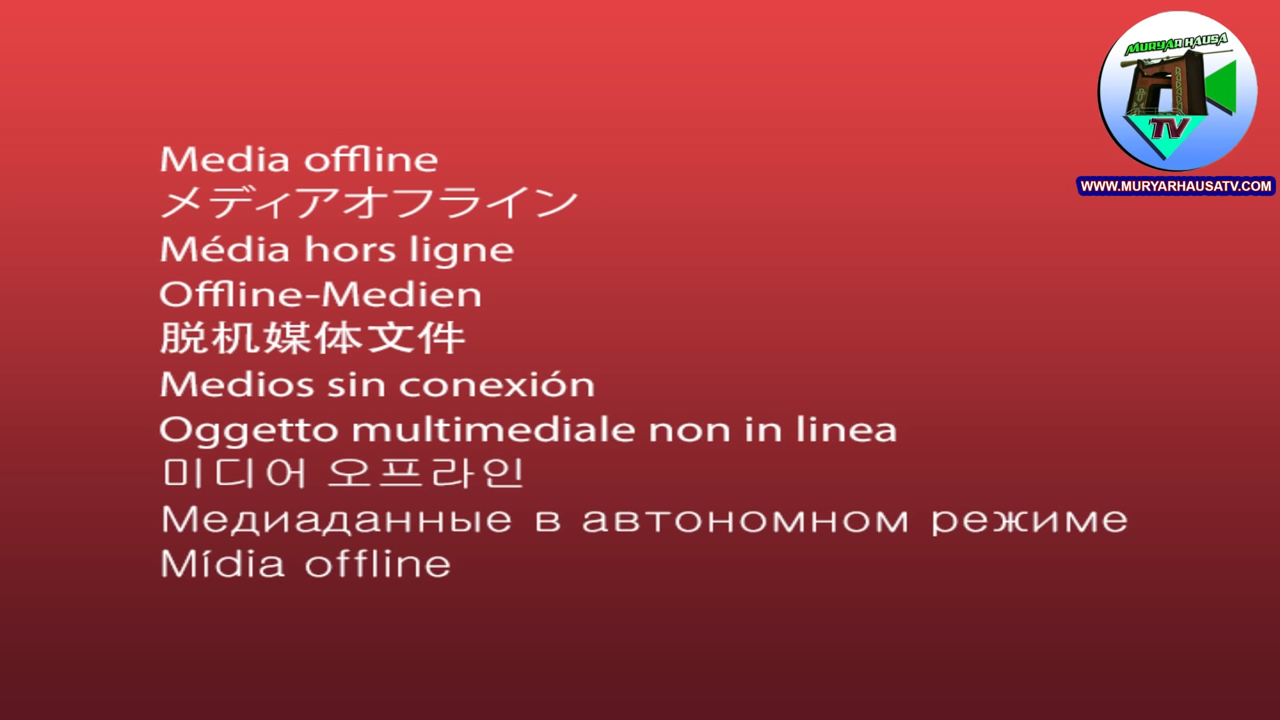 MURYAR HAUSA
TV
WWW.MURYARHAUSATV.COM
Media offline
メディアオフライン
Média hors ligne
Offline-Medien
脱机媒体文件
Medios sin conexión
Oggetto multimediale non in linea
미디어 오프라인
Медиаданные в автономном режиме
Mídia offline